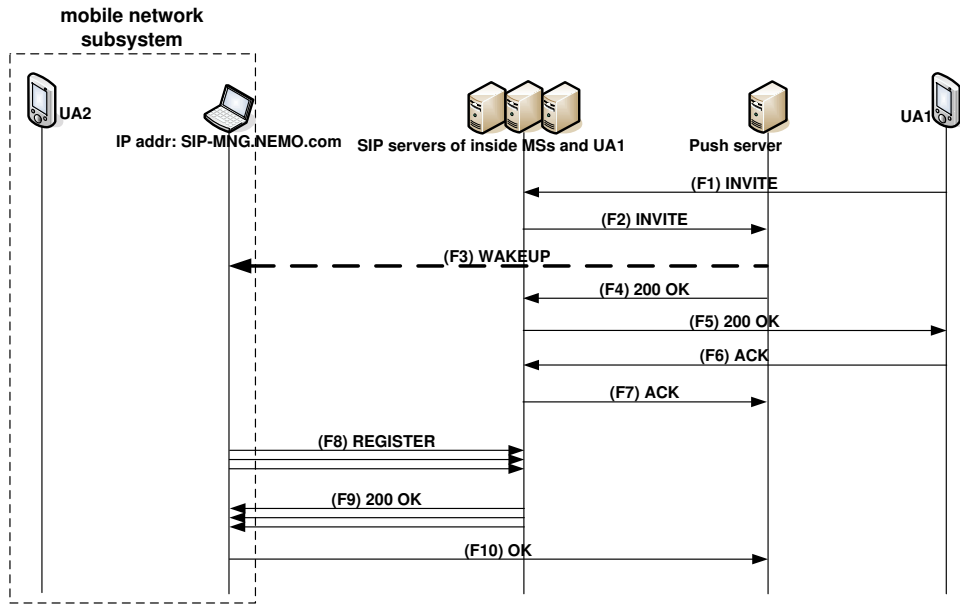 mobile network
subsystem
UA2
IP addr: SIP-MNG.NEMO.com
SIP servers of inside MSs and UA1
Push server
UA1
(F1) INVITE
(F2) INVITE
(F3) WAKEUP
(F4) 200 OK
(F5) 200 OK
(F6) ACK
(F7) ACK
(F8) REGISTER
(F9) 200 OK
(F10) OK